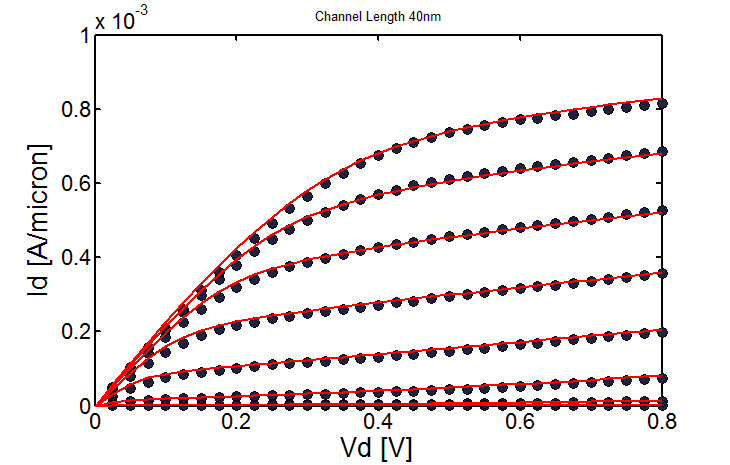 Channel Length 40nm
1 x 10⁻³
0.8
0.6
0.4
0.2
0
0 0.2 0.4 0.6 0.8
Id [A/micron]
Vd [V]